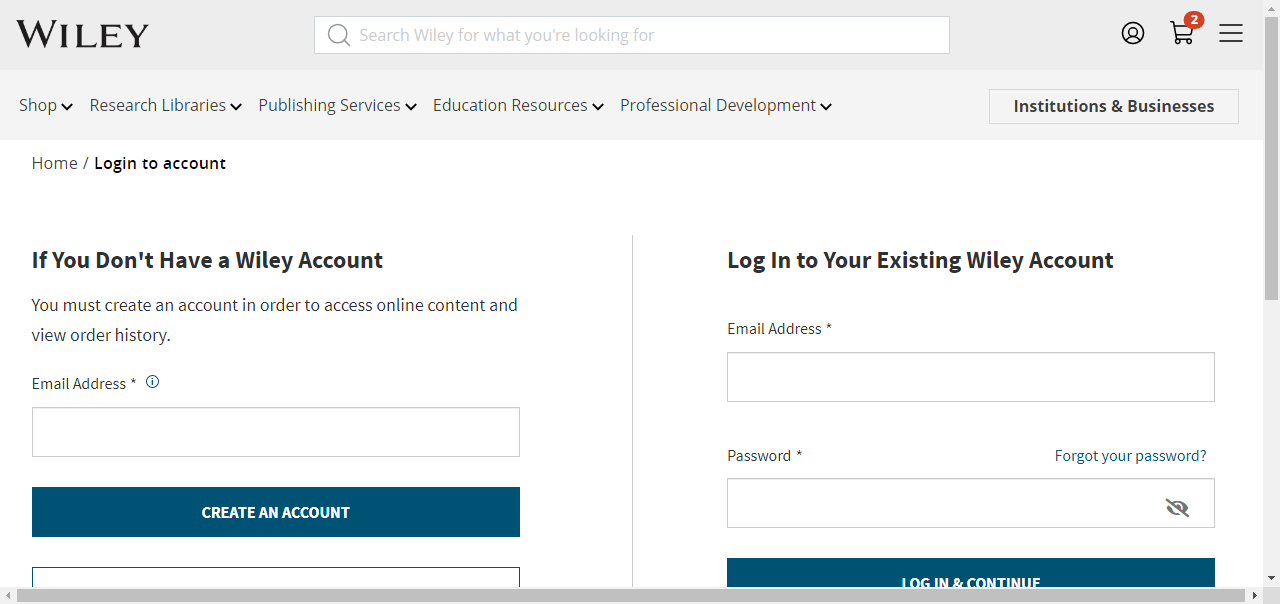 WILEY
Search Wiley for what you're looking for
2
Shop Research Libraries Publishing Services Education Resources Professional Development Institutions & Businesses
Home / Login to account
If You Don't Have a Wiley Account
You must create an account in order to access online content and
view order history.
Email Address *
CREATE AN ACCOUNT
Log In to Your Existing Wiley Account
Email Address *
Password * Forgot your password?
LOG IN & CONTINUE